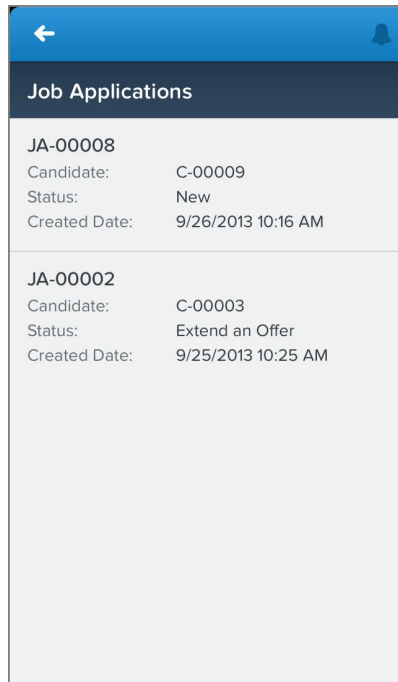 Job Applications
JA-00008
Candidate: C-00009
Status: New
Created Date: 9/26/2013 10:16 AM
JA-00002
Candidate: C-00003
Status: Extend an Offer
Created Date: 9/25/2013 10:25 AM